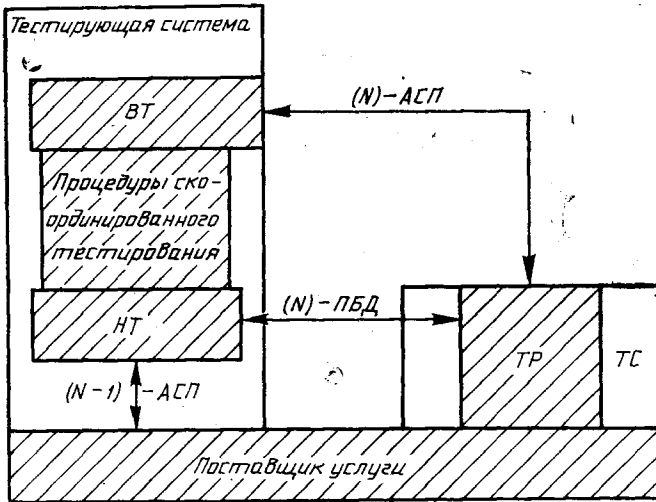 Тестирующая система
ВТ
(N)-АСП
Процедуры ско-
ординированного
тестирования
НТ
(N)-ПБД
ТР
ТС
(N-1)-АСП
Поставщик услуги